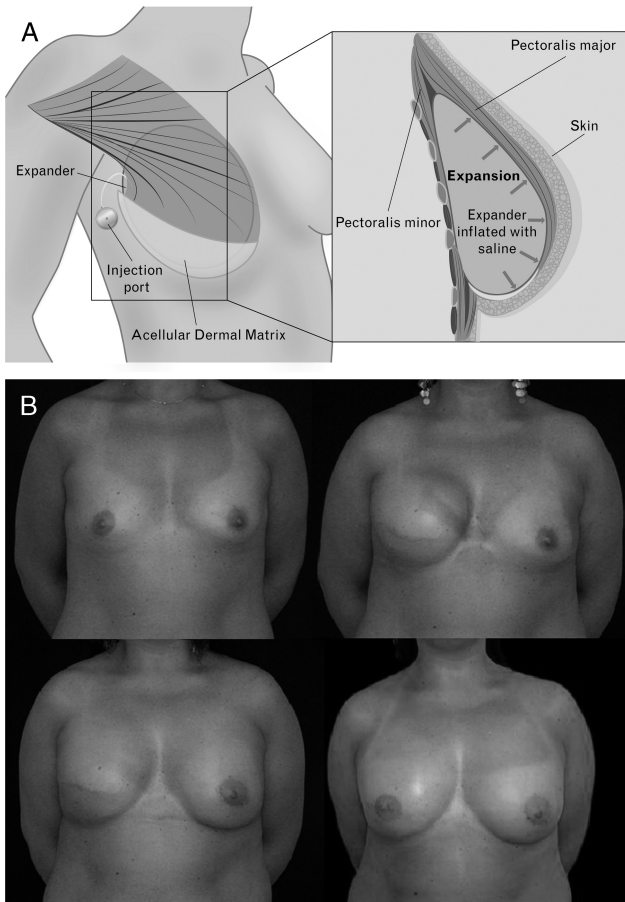 A
Pectoralis major
Skin
Expander
Expansion
Pectoralis minor
Expander
inflated with
saline
Injection
port
Acellular Dermal Matrix
B